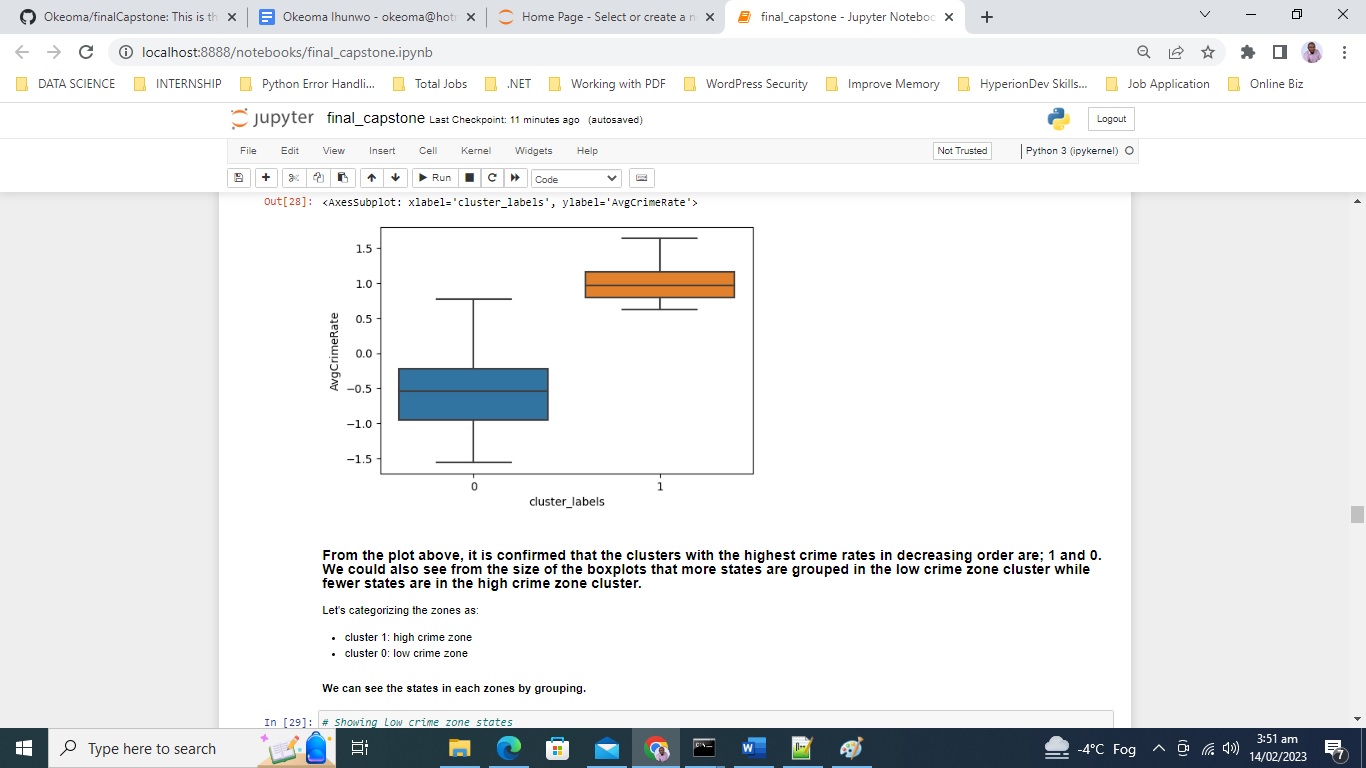 Okeoma/finalCapstone: This is th
Okeoma Ihunwo - okeoma@hotm
Home Page - Select or create a n
final_capstone - Jupyter Noteboo
localhost:8888/notebooks/final_capstone.ipynb
DATA SCIENCE INTERNSHIP Python Error Handli... Total Jobs .NET Working with PDF WordPress Security Improve Memory HyperionDev Skills... Job Application Online Biz
jupyter final_capstone Last Checkpoint: 11 minutes ago (autosaved)
Logout
File Edit View Insert Cell Kernel Widgets Help
Not Trusted
Python 3 (ipykernel)
Run
Code
Out[28]: <AxesSubplot: xlabel='cluster_labels', ylabel='AvgCrimeRate'>
1.5
1.0
0.5
0.0
−0.5
−1.0
−1.5
AvgCrimeRate
0 1
cluster_labels
From the plot above, it is confirmed that the clusters with the highest crime rates in decreasing order are; 1 and 0.
We could also see from the size of the boxplots that more states are grouped in the low crime zone cluster while
fewer states are in the high crime zone cluster.
Let's categorizing the zones as:
• cluster 1: high crime zone
• cluster 0: low crime zone
We can see the states in each zones by grouping.
In [29]: # Showing low crime zone states
Type here to search
-4°C Fog
3:51 am
14/02/2023
7